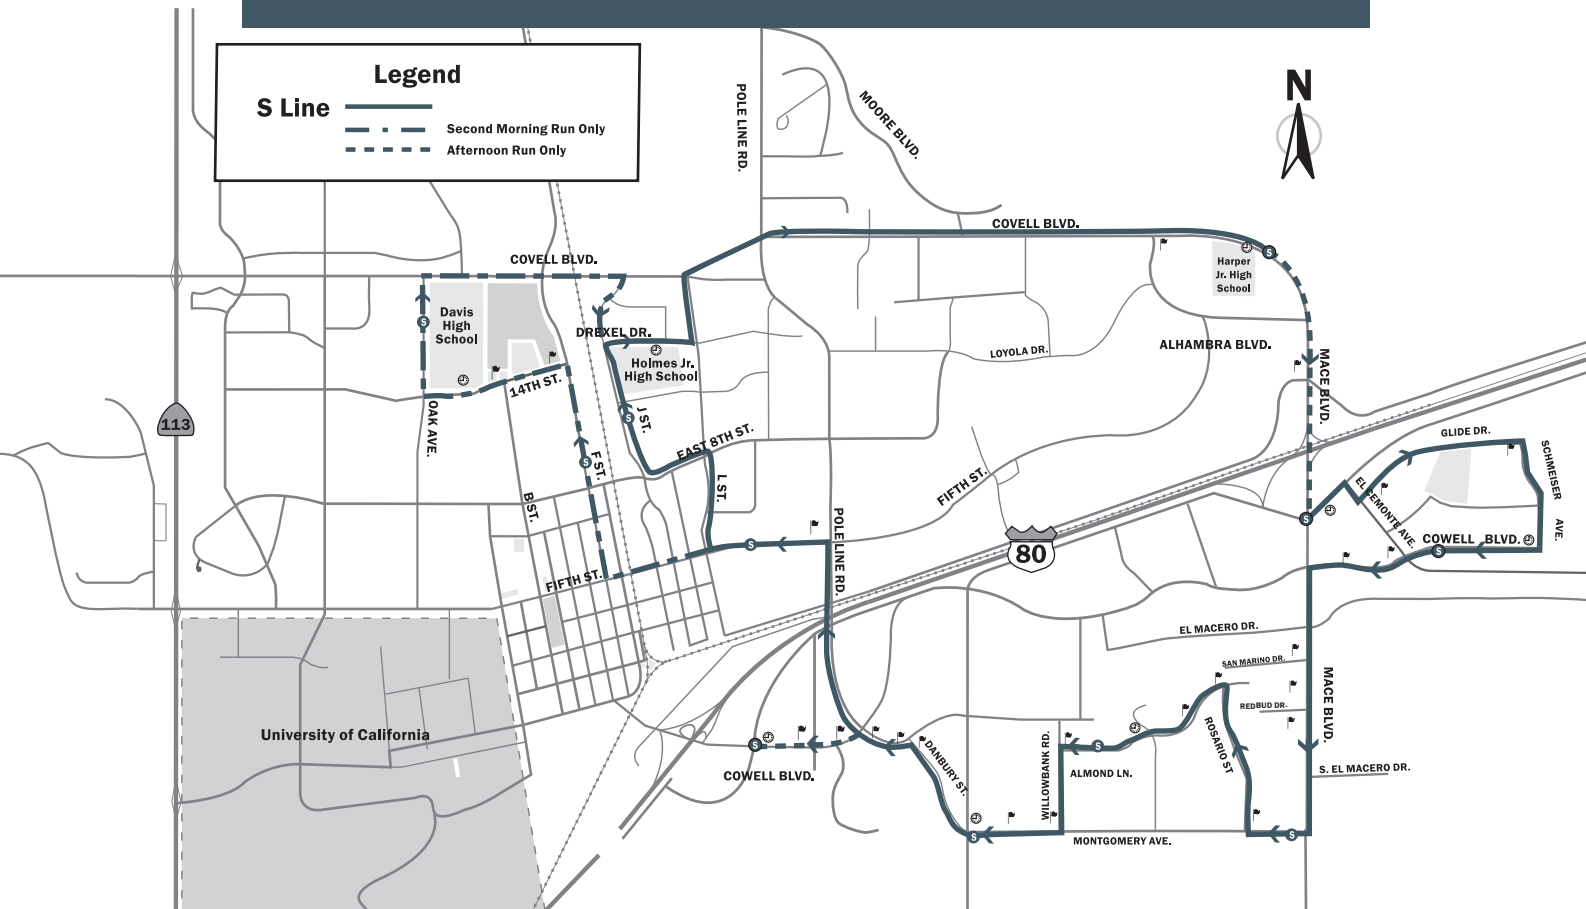 Legend
S Line
Second Morning Run Only
Afternoon Run Only
N
POLE LINE RD.
MOORE BLVD.
COVELL BLVD.
COVELL BLVD.
Harper
Jr. High
School
Davis
High
School
DREXEL DR.
Holmes Jr.
High School
LOYOLA DR.
ALHAMBRA BLVD.
MACE BLVD.
14TH ST.
OAK AVE.
113
J ST.
EAST 8TH ST.
F ST.
L ST.
B ST.
FIFTH ST.
FIFTH ST.
POLE LINE RD.
80
GLIDE DR.
SCHMEISER
AVE.
EL CEMONTE AVE.
COWELL BLVD.
EL MACERO DR.
SAN MARINO DR.
REDBUD DR.
MACE BLVD.
ROSARIO ST
S. EL MACERO DR.
University of California
COWELL BLVD.
DANBURY ST.
WILLOWBANK RD.
ALMOND LN.
MONTGOMERY AVE.
S
S
S
S
S
S
S
S
S
S
S